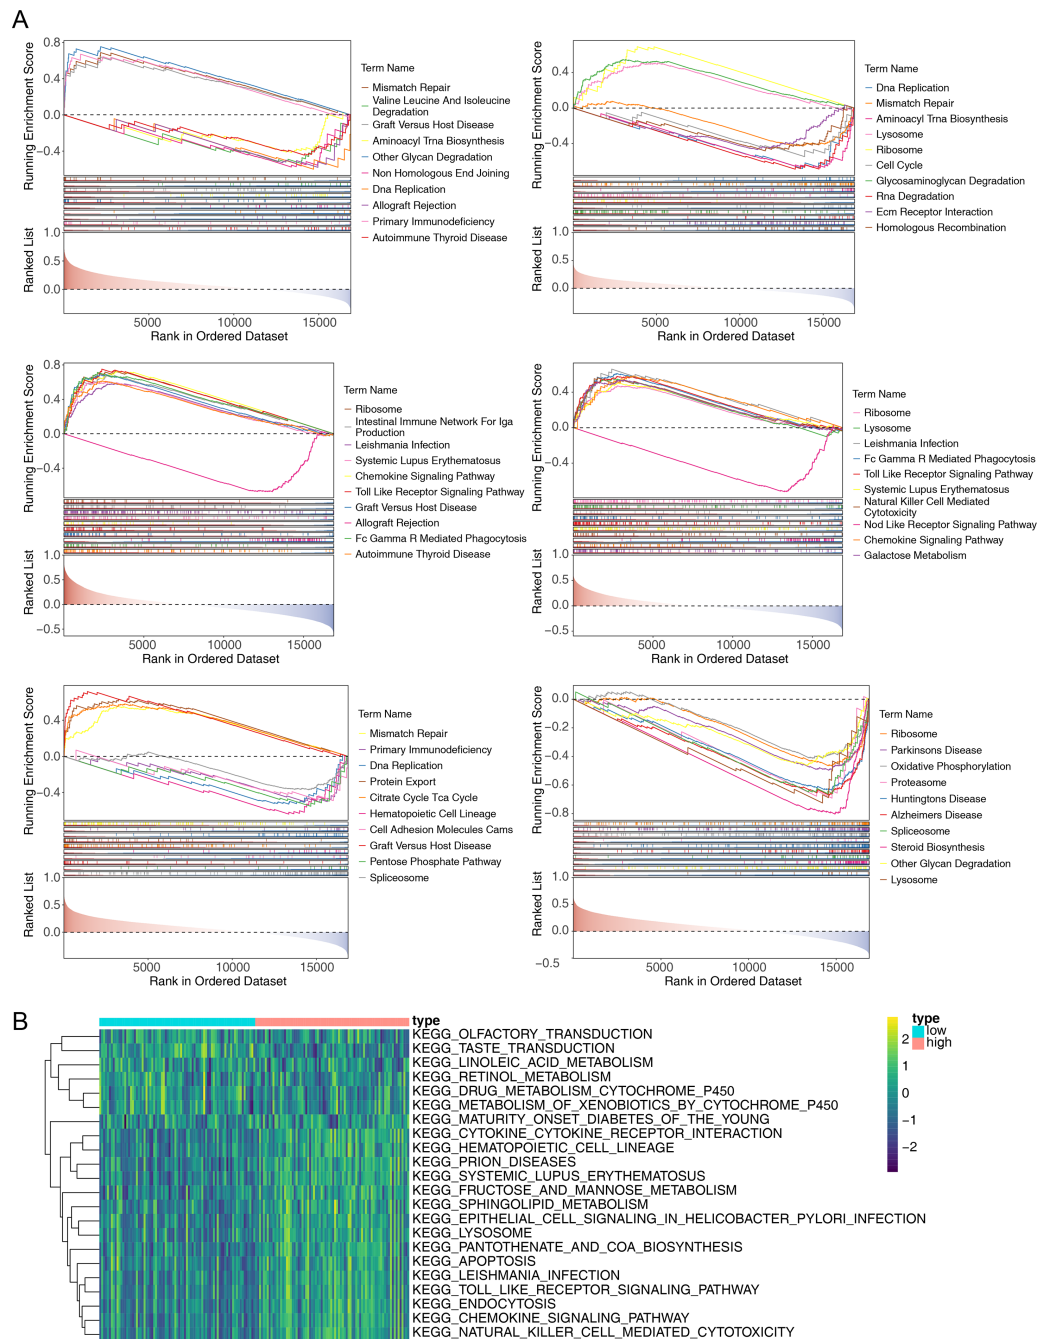 A
Running Enrichment Score
0.8
0.4
0.0
−0.4
Ranked List
1.0
0.5
0.0
5000
10000
15000
Rank in Ordered Dataset
Term Name
Mismatch Repair
Valine Leucine And Isoleucine
Degradation
Graft Versus Host Disease
Aminoacyl Trna Biosynthesis
Other Glycan Degradation
Non Homologous End Joining
Dna Replication
Allograft Rejection
Primary Immunodeficiency
Autoimmune Thyroid Disease
Running Enrichment Score
0.4
0.0
−0.4
Ranked List
1.0
0.5
0.0
5000
10000
15000
Rank in Ordered Dataset
Term Name
Dna Replication
Mismatch Repair
Aminoacyl Trna Biosynthesis
Lysosome
Ribosome
Cell Cycle
Glycosaminoglycan Degradation
Rna Degradation
Ecm Receptor Interaction
Homologous Recombination
Running Enrichment Score
0.8
0.4
0.0
−0.4
Ranked List
1.0
0.5
0.0
−0.5
5000
10000
15000
Rank in Ordered Dataset
Term Name
Ribosome
Intestinal Immune Network For Iga
Production
Leishmania Infection
Systemic Lupus Erythematosus
Chemokine Signaling Pathway
Toll Like Receptor Signaling Pathway
Graft Versus Host Disease
Allograft Rejection
Fc Gamma R Mediated Phagocytosis
Autoimmune Thyroid Disease
Running Enrichment Score
0.4
0.0
−0.4
Ranked List
1.0
0.5
0.0
−0.5
5000
10000
15000
Rank in Ordered Dataset
Term Name
Ribosome
Lysosome
Leishmania Infection
Fc Gamma R Mediated Phagocytosis
Toll Like Receptor Signaling Pathway
Systemic Lupus Erythematosus
Natural Killer Cell Mediated
Cytotoxicity
Nod Like Receptor Signaling Pathway
Chemokine Signaling Pathway
Galactose Metabolism
Running Enrichment Score
0.4
0.0
−0.4
Ranked List
1.0
0.5
0.0
5000
10000
15000
Rank in Ordered Dataset
Term Name
Mismatch Repair
Primary Immunodeficiency
Dna Replication
Protein Export
Citrate Cycle Tca Cycle
Hematopoietic Cell Lineage
Cell Adhesion Molecules Cams
Graft Versus Host Disease
Pentose Phosphate Pathway
Spliceosome
Running Enrichment Score
0.0
−0.2
−0.4
−0.6
−0.8
Ranked List
1.0
0.5
0.0
-0.5
5000
10000
15000
Rank in Ordered Dataset
Term Name
Ribosome
Parkinsons Disease
Oxidative Phosphorylation
Proteasome
Huntingtons Disease
Alzheimers Disease
Spliceosome
Steroid Biosynthesis
Other Glycan Degradation
Lysosome
B
type
KEGG_OLFACTORY_TRANSDUCTION
KEGG_TASTE_TRANSDUCTION
KEGG_LINOLEIC_ACID_METABOLISM
KEGG_RETINOL_METABOLISM
KEGG_DRUG_METABOLISM_CYTOCHROME_P450
KEGG_METABOLISM_OF_XENOBIOTICS_BY_CYTOCHROME_P450
KEGG_MATURITY_ONSET_DIABETES_OF_THE_YOUNG
KEGG_CYTOKINE_CYTOKINE_RECEPTOR_INTERACTION
KEGG_HEMATOPOIETIC_CELL_LINEAGE
KEGG_PRION_DISEASES
KEGG_SYSTEMIC_LUPUS_ERYTHEMATOSUS
KEGG_FRUCTOSE_AND_MANNOSE_METABOLISM
KEGG_SPHINGOLIPID_METABOLISM
KEGG_EPITHELIAL_CELL_SIGNALING_IN_HELICOBACTER_PYLORI_INFECTION
KEGG_LYSOSOME
KEGG_PANTOTHENATE_AND_COA_BIOSYNTHESIS
KEGG_APOPTOSIS
KEGG_LEISHMANIA_INFECTION
KEGG_TOLL_LIKE_RECEPTOR_SIGNALING_PATHWAY
KEGG_ENDOCYTOSIS
KEGG_CHEMOKINE_SIGNALING_PATHWAY
KEGG_NATURAL_KILLER_CELL_MEDIATED_CYTOTOXICITY
2
1
0
−1
−2
type
low
high